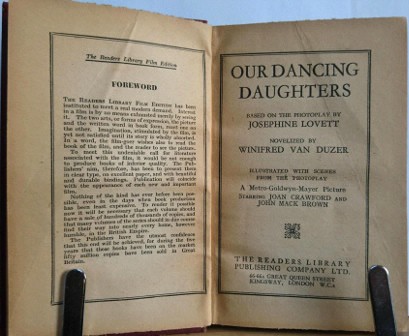 The Readers Library Film Edition
FOREWORD
THE READERS LIBRARY FILM EDITION has been
instituted to meet a real modern demand. Interest
in a film is by no means exhausted merely by seeing
it. The two arts, or forms of expression, the picture
and the written word in book form, react one on
the other. Imagination, stimulated by the film, is
yet not satisfied until its story is wholly absorbed.
In a word, the film-goer wishes also to read the
book of the film, and the reader to see the picture.
To meet this undeniable call for literature
associated with the film, it would be not enough
to produce books of inferior quality. The Pub-
lishers' aim, therefore, has been to present them
in clear type, on excellent paper, and with beautiful
and durable bindings. Publication will coincide
with the appearance of each new and important
film.
Nothing of the kind has ever before been pos-
sible, even in the days when book production
has been least expensive. To render it possible
now it will be necessary that each volume should
have a sale of hundreds of thousands of copies, and
that many volumes of the series should in due course
find their way into nearly every home, however
humble, in the British Empire.
The Publishers have the utmost confidence
that this end will be achieved, for during the five
years that these books have been on the market
fifty million copies have been sold in Great
Britain.
OUR DANCING
DAUGHTERS
BASED ON THE PHOTOPLAY BY
JOSEPHINE LOVETT
NOVELIZED BY
WINIFRED VAN DUZER
ILLUSTRATED WITH SCENES
FROM THE PHOTOPLAY
A Metro-Goldwyn-Mayer Picture
STARRING JOAN CRAWFORD AND
JOHN MACK BROWN
THE READERS LIBRARY
PUBLISHING COMPANY LTD.
GREAT QUEEN STREET
KINGSWAY, LONDON W.C.2